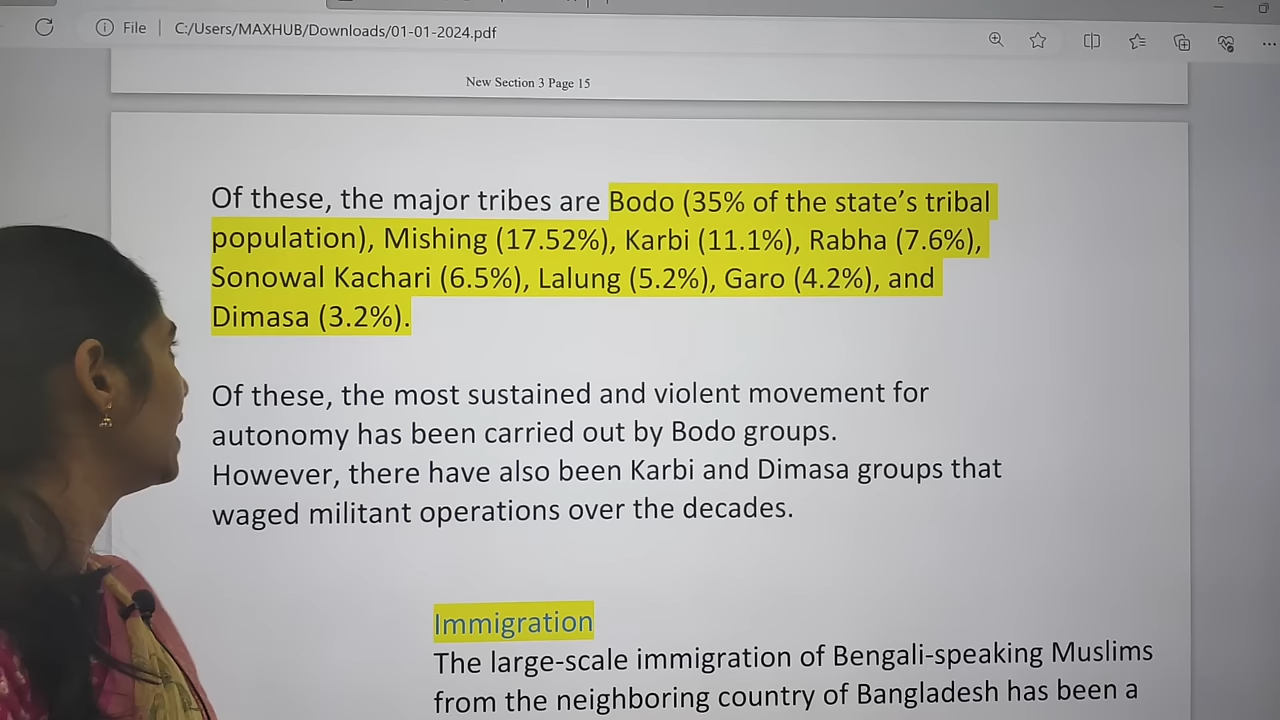 File
C:/Users/MAXHUB/Downloads/01-01-2024.pdf
New Section 3 Page 15
Of these, the major tribes are Bodo (35% of the state’s tribal
population), Mishing (17.52%), Karbi (11.1%), Rabha (7.6%),
Sonowal Kachari (6.5%), Lalung (5.2%), Garo (4.2%), and
Dimasa (3.2%).
Of these, the most sustained and violent movement for
autonomy has been carried out by Bodo groups.
However, there have also been Karbi and Dimasa groups that
waged militant operations over the decades.
Immigration
The large-scale immigration of Bengali-speaking Muslims
from the neighboring country of Bangladesh has been a